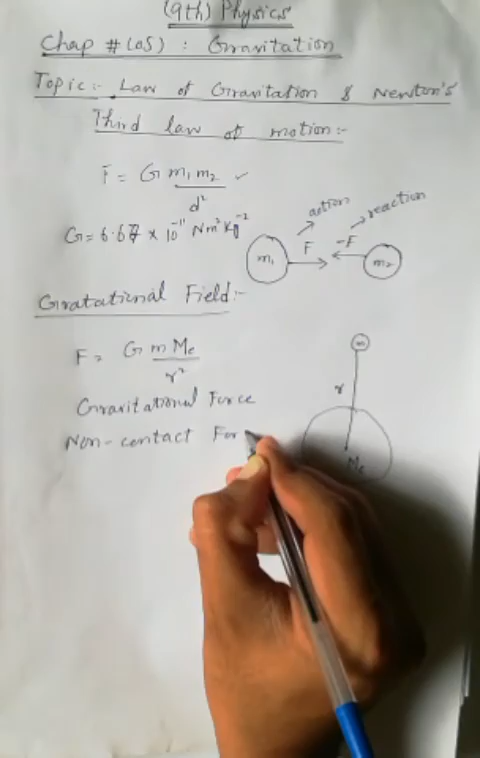 (9th) Physics
Chap # (05) : Gravitation
Topic:- Law of Gravitation & Newton's
Third law of motion:-
F = G m₁ m₂ / d²
G = 6.67 × 10⁻¹¹ Nm²kg⁻²
action
reaction
F
-F
m₁
m₂
Gratational Field:-
F = G m Me / r²
m
r
Me
Gravitational Force
Non-contact For